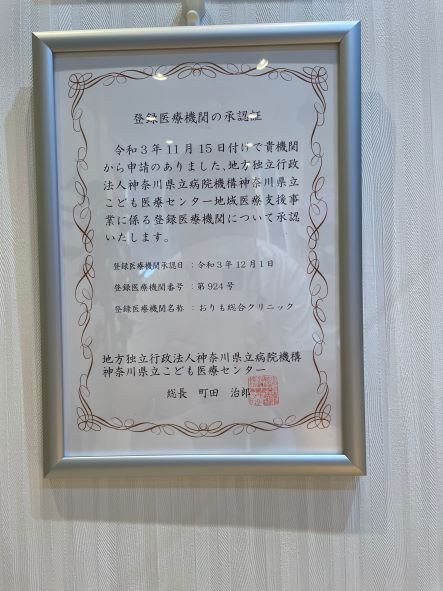 登録医療機関の承認証
令和３年11月15日付けで貴機関
から申請のありました、地方独立行政
法人神奈川県立病院機構神奈川県立
こども医療センター地域医療支援事
業に係る登録医療機関について承認
いたします。
登録医療機関承認日 ：令和３年12月１日
登録医療機関番号 ：第924号
登録医療機関名称 ：おりも総合クリニック
地方独立行政法人神奈川県立病院機構
神奈川県立こども医療センター
総長 町田 治郎